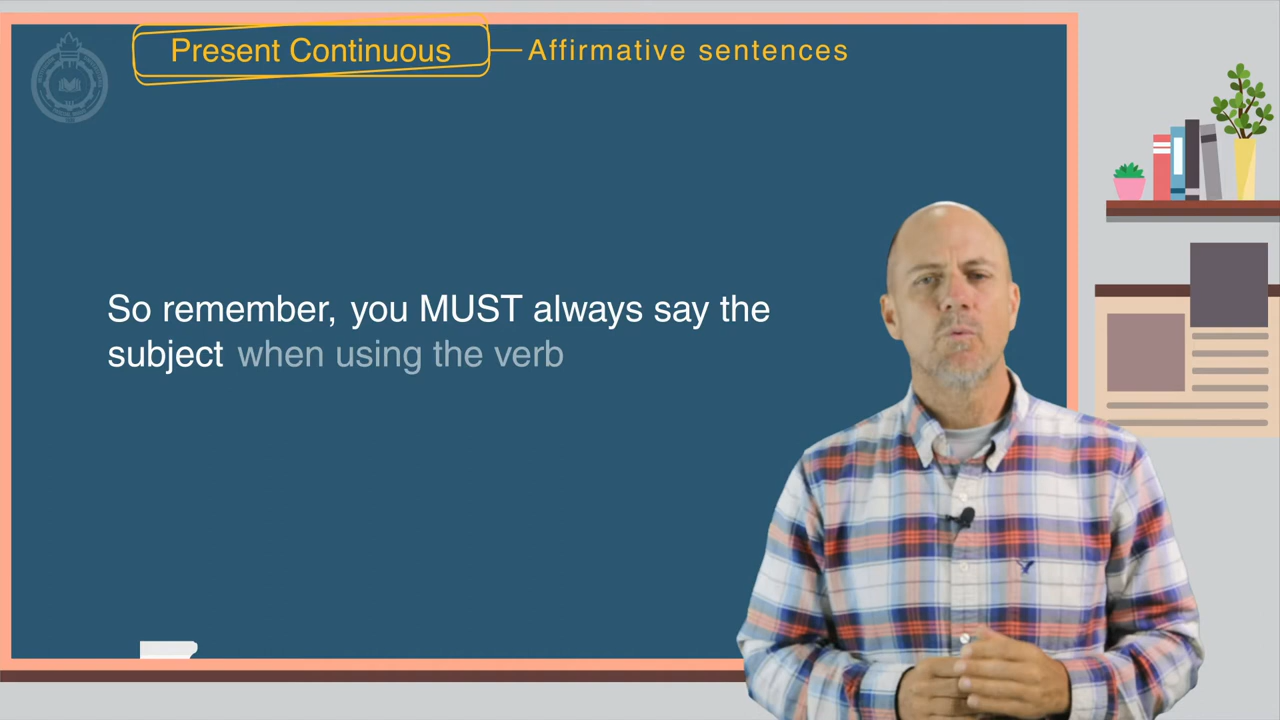 Present Continuous
Affirmative sentences
So remember, you MUST always say the
subject when using the verb